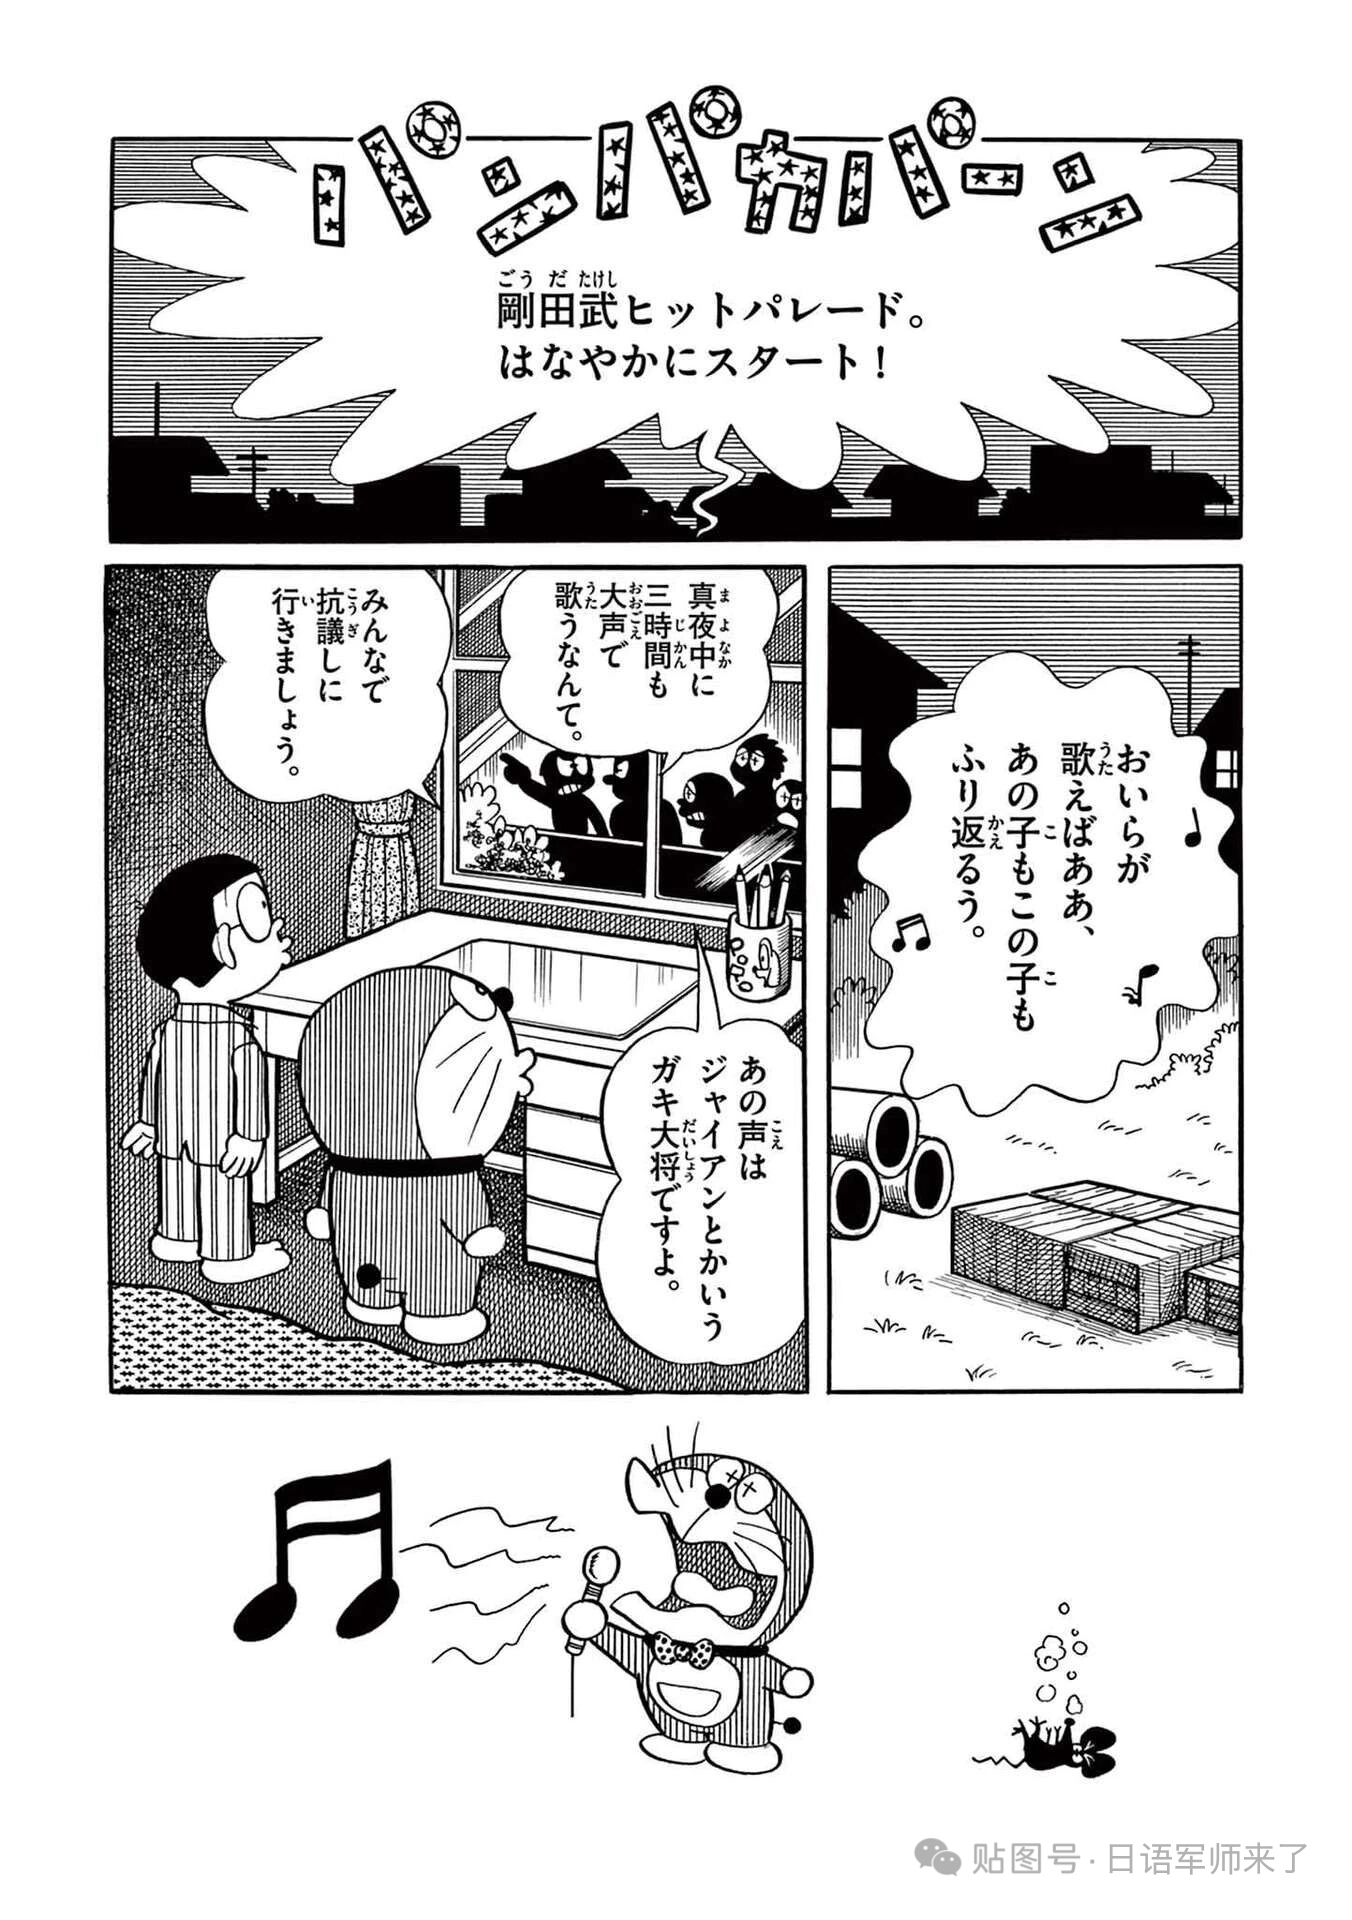 パンパカパーン
剛田武ヒットパレード。
はなやかにスタート!
おいらが
歌えばああ、
あの子もこの子も
ふり返るう。
真夜中に
三時間も
大声で
歌うなんて。
みんなで
抗議しに
行きましょう。
あの声は
ジャイアンとかいう
ガキ大将ですよ。
贴图号·日语军师来了